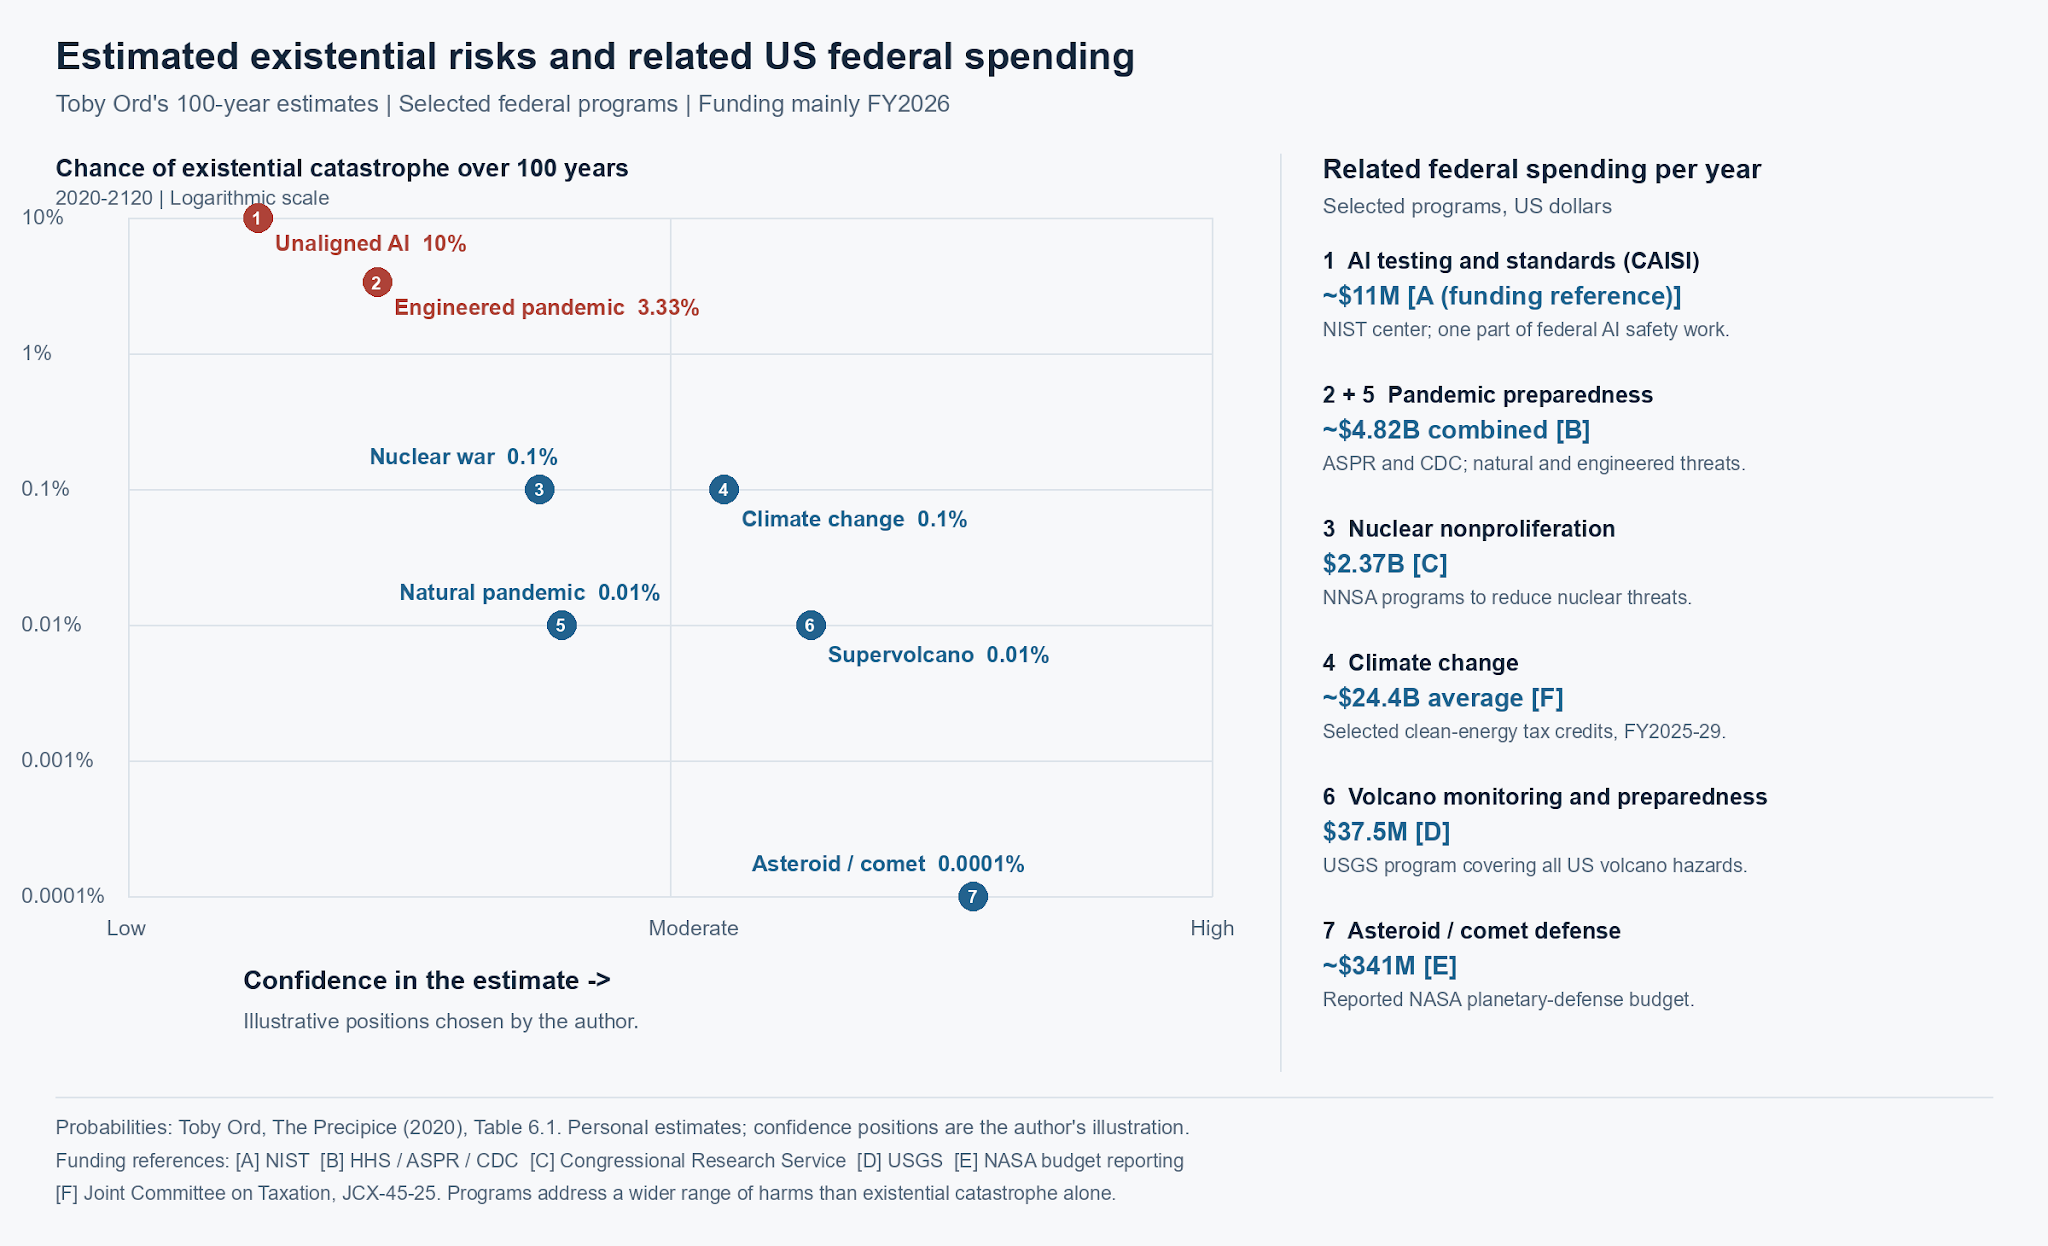 Estimated existential risks and related US federal spending
Toby Ord's 100-year estimates | Selected federal programs | Funding mainly FY2026
Chance of existential catastrophe over 100 years
2020-2120 | Logarithmic scale
10%
1
Unaligned AI 10%
2
Engineered pandemic 3.33%
1%
Nuclear war 0.1%
0.1%
3
4
Climate change 0.1%
Natural pandemic 0.01%
0.01%
5
6
Supervolcano 0.01%
0.001%
Asteroid / comet 0.0001%
0.0001%
7
Low
Moderate
High
Confidence in the estimate ->
Illustrative positions chosen by the author.
Related federal spending per year
Selected programs, US dollars
1 AI testing and standards (CAISI)
~$11M [A (funding reference)]
NIST center; one part of federal AI safety work.
2 + 5 Pandemic preparedness
~$4.82B combined [B]
ASPR and CDC; natural and engineered threats.
3 Nuclear nonproliferation
$2.37B [C]
NNSA programs to reduce nuclear threats.
4 Climate change
~$24.4B average [F]
Selected clean-energy tax credits, FY2025-29.
6 Volcano monitoring and preparedness
$37.5M [D]
USGS program covering all US volcano hazards.
7 Asteroid / comet defense
~$341M [E]
Reported NASA planetary-defense budget.
Probabilities: Toby Ord, The Precipice (2020), Table 6.1. Personal estimates; confidence positions are the author's illustration.
Funding references: [A] NIST [B] HHS / ASPR / CDC [C] Congressional Research Service [D] USGS [E] NASA budget reporting
[F] Joint Committee on Taxation, JCX-45-25. Programs address a wider range of harms than existential catastrophe alone.